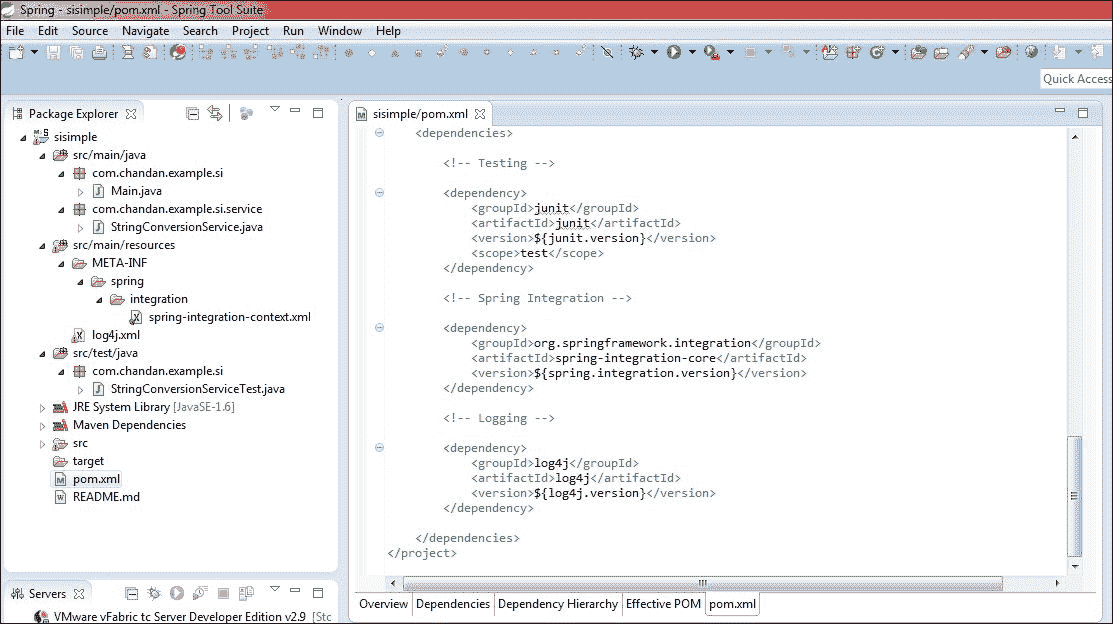 Spring - sisimple/pom.xml - Spring Tool Suite
File Edit Source Navigate Search Project Run Window Help
Quick Access
Package Explorer
sisimple
src/main/java
com.chandan.example.si
Main.java
com.chandan.example.si.service
StringConversionService.java
src/main/resources
META-INF
spring
integration
spring-integration-context.xml
log4j.xml
src/test/java
com.chandan.example.si
StringConversionServiceTest.java
JRE System Library [JavaSE-1.6]
Maven Dependencies
src
target
pom.xml
README.md
Servers
VMware vFabric tc Server Developer Edition v2.9 [Stc
sisimple/pom.xml
<dependencies>
<!-- Testing -->
<dependency>
<groupId>junit</groupId>
<artifactId>junit</artifactId>
<version>${junit.version}</version>
<scope>test</scope>
</dependency>
<!-- Spring Integration -->
<dependency>
<groupId>org.springframework.integration</groupId>
<artifactId>spring-integration-core</artifactId>
<version>${spring.integration.version}</version>
</dependency>
<!-- Logging -->
<dependency>
<groupId>log4j</groupId>
<artifactId>log4j</artifactId>
<version>${log4j.version}</version>
</dependency>
</dependencies>
</project>
Overview Dependencies Dependency Hierarchy Effective POM pom.xml